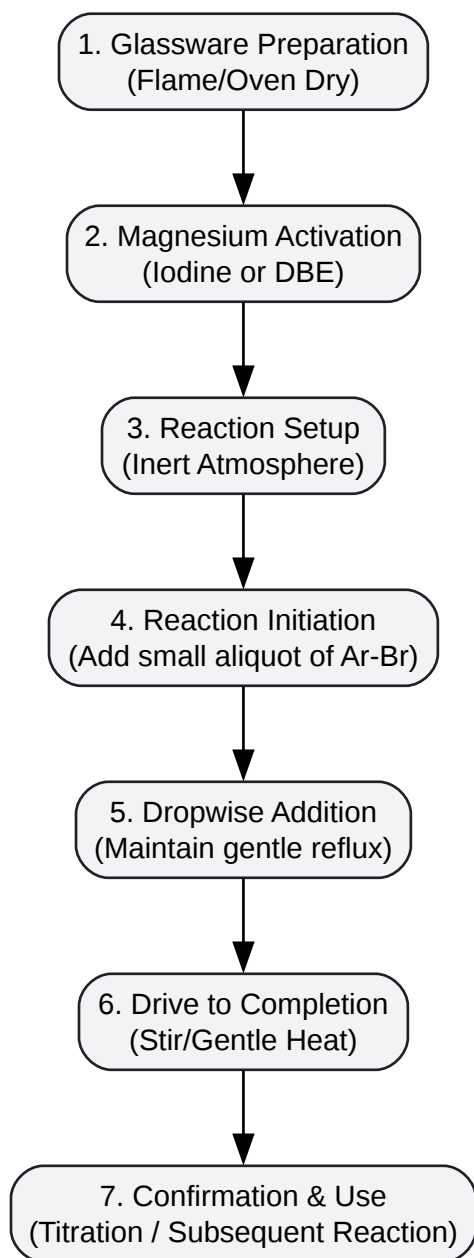 1. Glassware Preparation
(Flame/Oven Dry)
2. Magnesium Activation
(Iodine or DBE)
3. Reaction Setup
(Inert Atmosphere)
4. Reaction Initiation
(Add small aliquot of Ar-Br)
5. Dropwise Addition
(Maintain gentle reflux)
6. Drive to Completion
(Stir/Gentle Heat)
7. Confirmation & Use
(Titration / Subsequent Reaction)